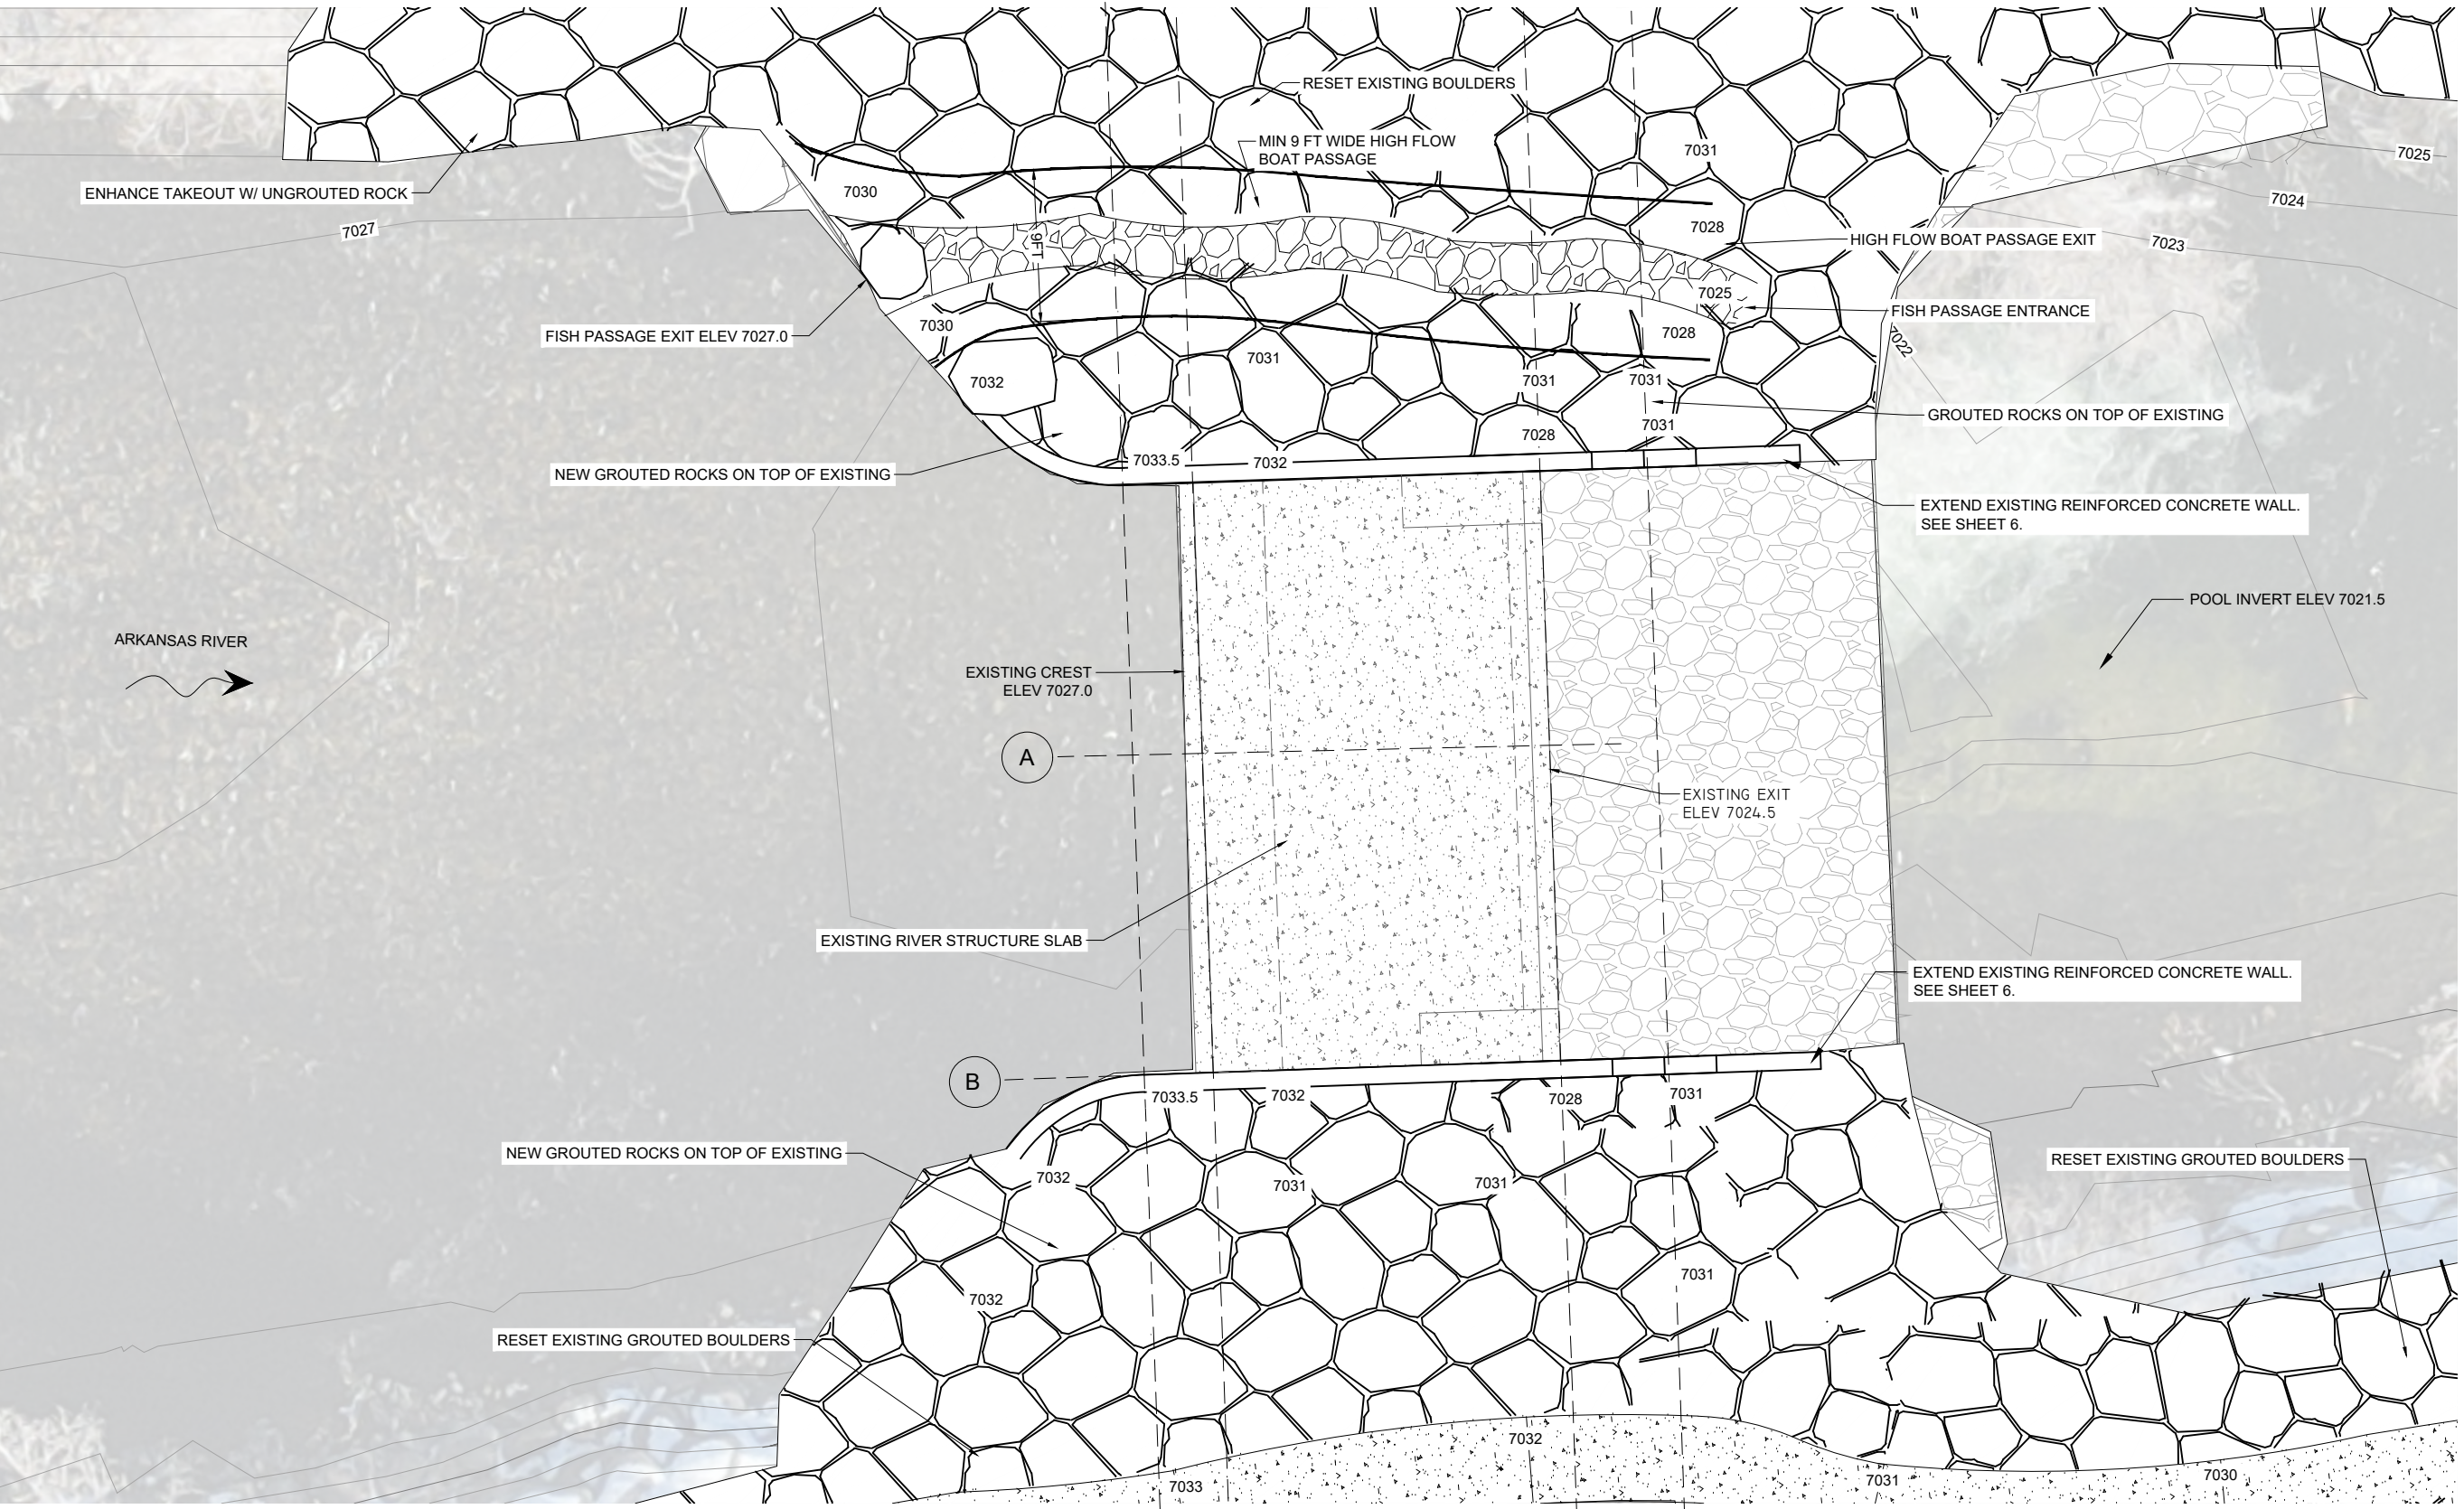 RESET EXISTING BOULDERS
MIN 9 FT WIDE HIGH FLOW
BOAT PASSAGE
7031
7025
ENHANCE TAKEOUT W/ UNGROUTED ROCK
7030
7024
7027
7028
9FT
HIGH FLOW BOAT PASSAGE EXIT
7023
7025
FISH PASSAGE ENTRANCE
7030
FISH PASSAGE EXIT ELEV 7027.0
7028
7022
7031
7032
7031
7031
GROUTED ROCKS ON TOP OF EXISTING
7031
7028
7033.5
7032
NEW GROUTED ROCKS ON TOP OF EXISTING
EXTEND EXISTING REINFORCED CONCRETE WALL.
SEE SHEET 6.
POOL INVERT ELEV 7021.5
ARKANSAS RIVER
EXISTING CREST
ELEV 7027.0
A
EXISTING EXIT
ELEV 7024.5
EXISTING RIVER STRUCTURE SLAB
EXTEND EXISTING REINFORCED CONCRETE WALL.
SEE SHEET 6.
B
7033.5
7032
7028
7031
NEW GROUTED ROCKS ON TOP OF EXISTING
RESET EXISTING GROUTED BOULDERS
7032
7031
7031
7031
7032
RESET EXISTING GROUTED BOULDERS
7032
7033
7031
7030